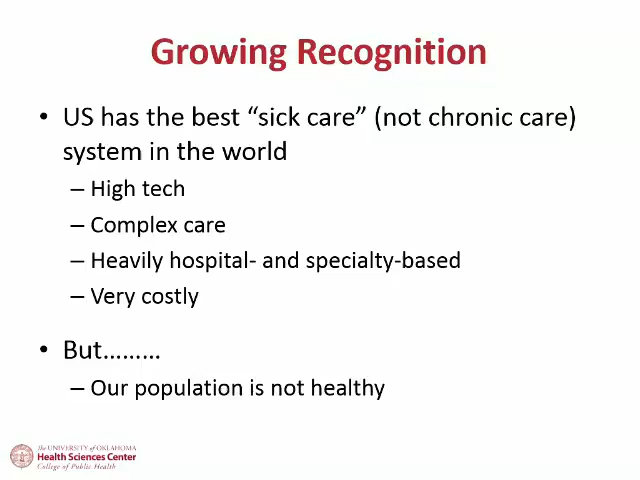 Growing Recognition
• US has the best “sick care” (not chronic care)
system in the world
– High tech
– Complex care
– Heavily hospital- and specialty-based
– Very costly
• But………
– Our population is not healthy
The UNIVERSITY of OKLAHOMA
Health Sciences Center
College of Public Health